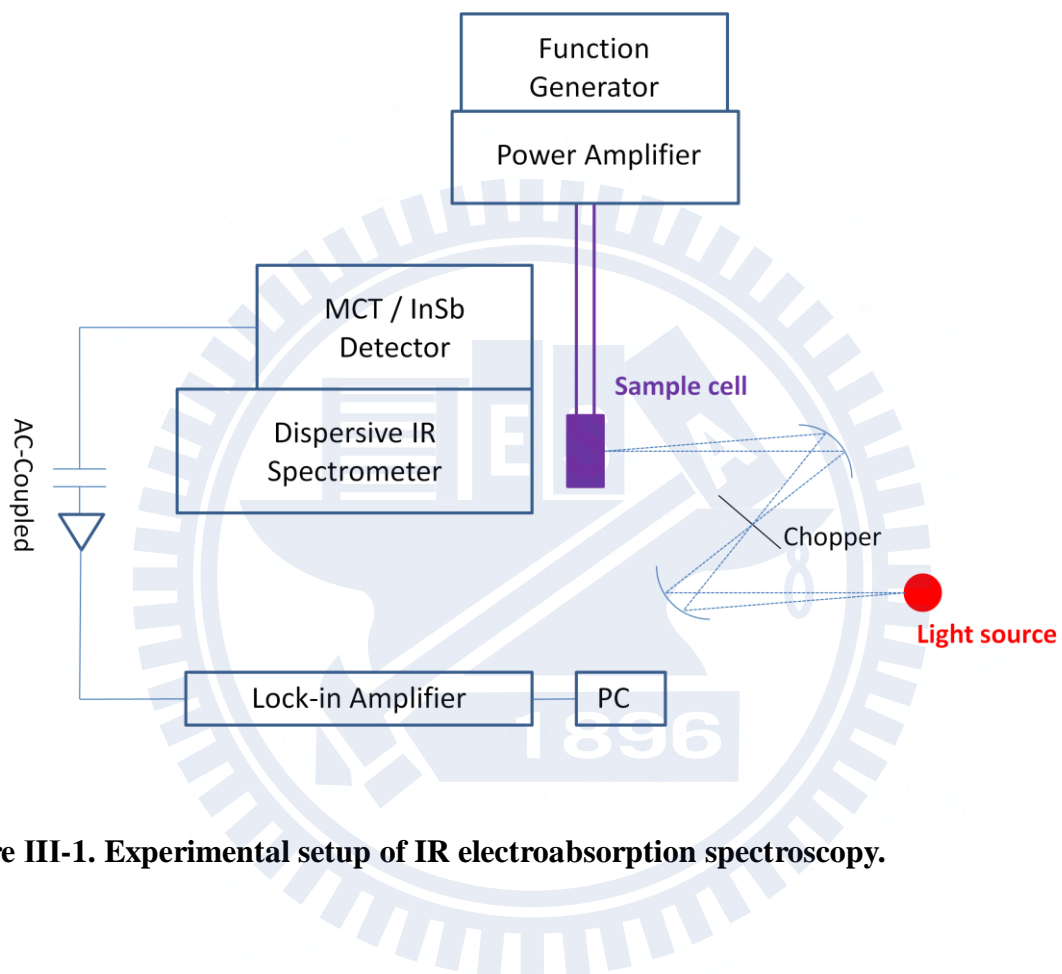 Function
Generator
Power Amplifier
MCT / InSb
Detector
Sample cell
Dispersive IR
Spectrometer
AC-Coupled
Chopper
Light source
Lock-in Amplifier
PC
1896
re III-1. Experimental setup of IR electroabsorption spectroscopy.